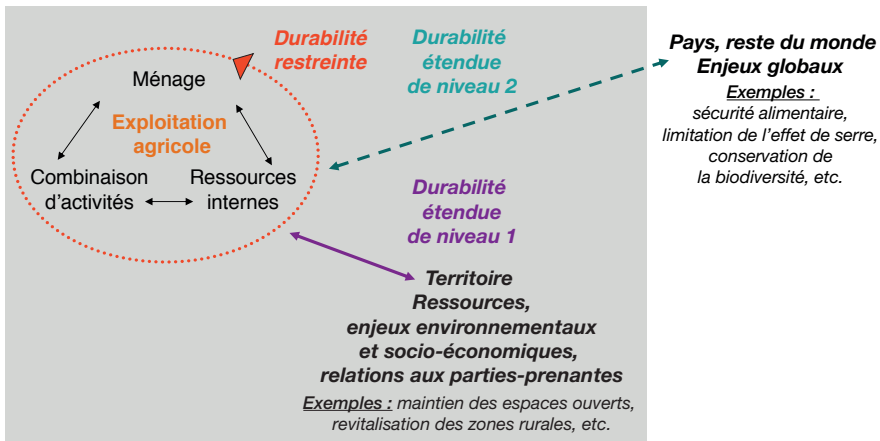 Durabilité
restreinte
Durabilité
étendue
de niveau 2
Pays, reste du monde
Enjeux globaux
Exemples :
sécurité alimentaire,
limitation de l'effet de serre,
conservation de
la biodiversité, etc.
Ménage
Exploitation
agricole
Combinaison
d'activités
Ressources
internes
Durabilité
étendue
de niveau 1
Territoire
Ressources,
enjeux environnementaux
et socio-économiques,
relations aux parties-prenantes
Exemples : maintien des espaces ouverts,
revitalisation des zones rurales, etc.